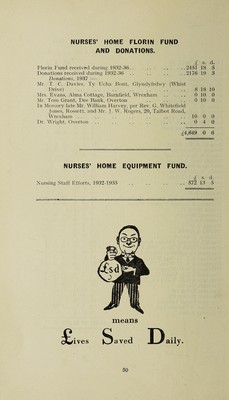 NURSES' HOME FLORIN FUND
AND DONATIONS.
£ s. d.
Florin Fund received during 1932-36 .. .. .. 2451 18 3
Donations received during 1932-36 .. .. .. 2176 19 3
Donations, 1937 —
Mr. T. C. Davies, Ty Ucha Bont, Glyndyfrdwy (Whist
Drive) .. .. 8 18 10
Mrs. Evans, Alma Cottage, Barnfield, Wrexham .. 0 10 0
Mr. Tom Grant, Dee Bank, Overton .. 0 10 0
In Memory late Mr. William Harvey, per Rev. G. Whitefield
Jones, Rossett, and Mr. J. W. Rogers, 20, Talbot Road,
Wrexham .. .. 10 0 0
Dr. Wright, Overton .. .. 0 4 0
£4,649 0 6
NURSES' HOME EQUIPMENT FUND.
£ s. d.
Nursing Staff Efforts, 1932-1935 .. .. 572 13 5
£sd
means
£ives Saved Daily.
50